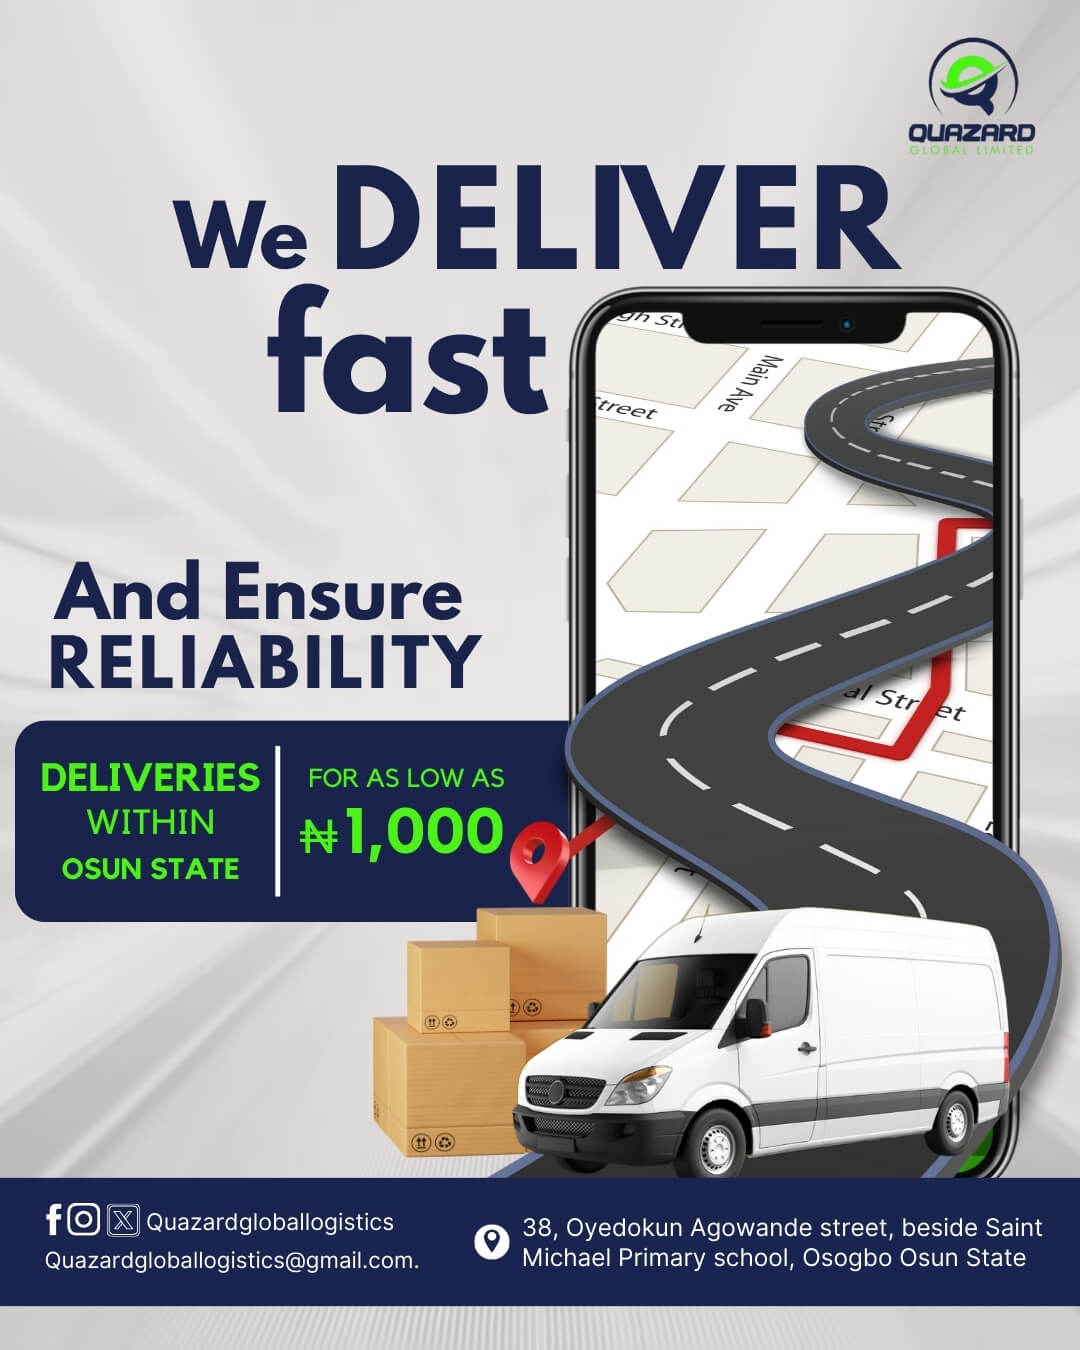 QUAZARD
GLOBAL LIMITED
We DELIVER
fast
Main Ave
treet
al Street
And Ensure
RELIABILITY
DELIVERIES
WITHIN
OSUN STATE
FOR AS LOW AS
₦1,000
Quazardgloballogistics
Quazardgloballogistics@gmail.com.
38, Oyedokun Agowande street, beside Saint
Michael Primary school, Osogbo Osun State